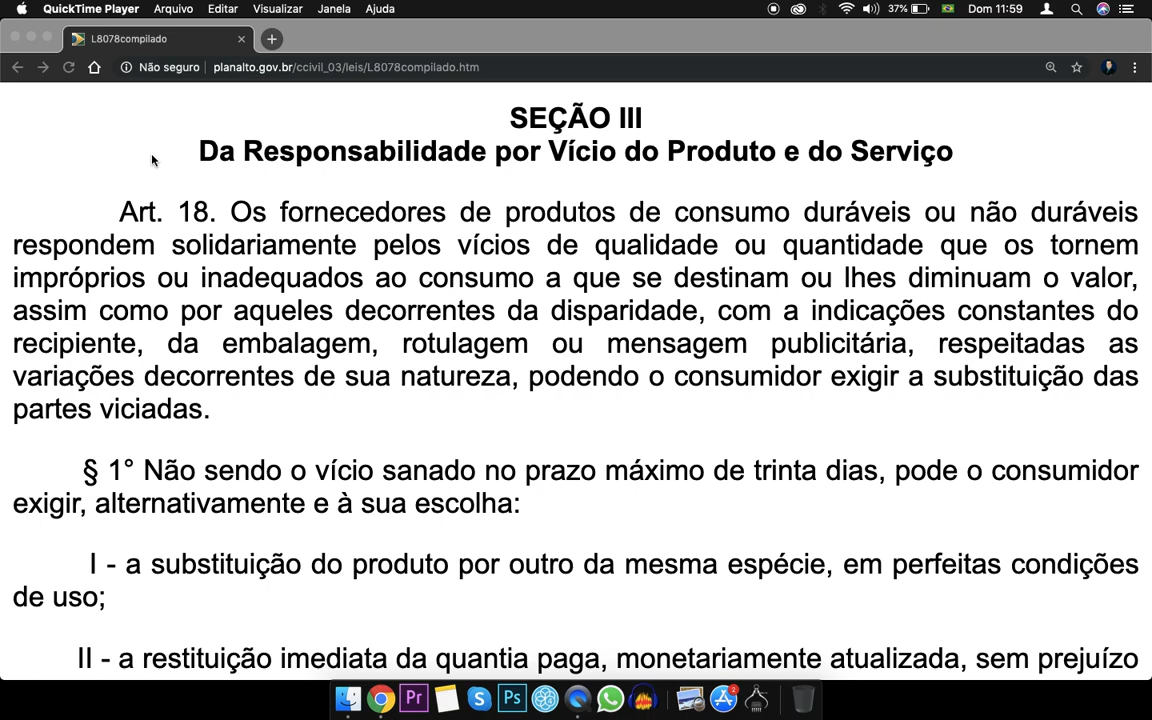 QuickTime Player Arquivo Editar Visualizar Janela Ajuda 37% Dom 11:59
L8078compilado
Não seguro planalto.gov.br/ccivil_03/leis/L8078compilado.htm
SEÇÃO III
Da Responsabilidade por Vício do Produto e do Serviço
Art. 18. Os fornecedores de produtos de consumo duráveis ou não duráveis
respondem solidariamente pelos vícios de qualidade ou quantidade que os tornem
impróprios ou inadequados ao consumo a que se destinam ou lhes diminuam o valor,
assim como por aqueles decorrentes da disparidade, com a indicações constantes do
recipiente, da embalagem, rotulagem ou mensagem publicitária, respeitadas as
variações decorrentes de sua natureza, podendo o consumidor exigir a substituição das
partes viciadas.
§ 1° Não sendo o vício sanado no prazo máximo de trinta dias, pode o consumidor
exigir, alternativamente e à sua escolha:
I - a substituição do produto por outro da mesma espécie, em perfeitas condições
de uso;
II - a restituição imediata da quantia paga, monetariamente atualizada, sem prejuízo
Pr Ps 2